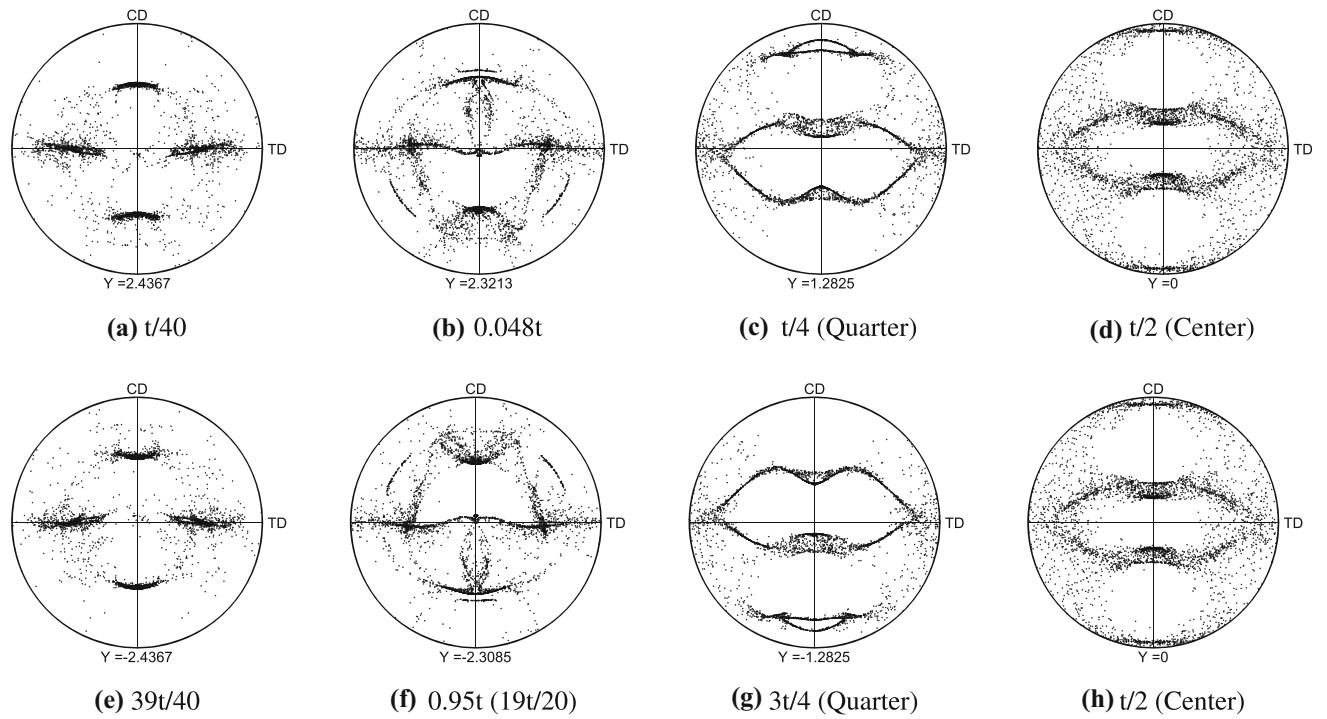 CD CD CD CD
TD TD TD TD
Y =2.4367 Y =2.3213 Y =1.2825 Y =0
(a) t/40 (b) 0.048t (c) t/4 (Quarter) (d) t/2 (Center)
CD CD CD CD
TD TD TD TD
Y =-2.4367 Y =-2.3085 Y =-1.2825 Y =0
(e) 39t/40 (f) 0.95t (19t/20) (g) 3t/4 (Quarter) (h) t/2 (Center)